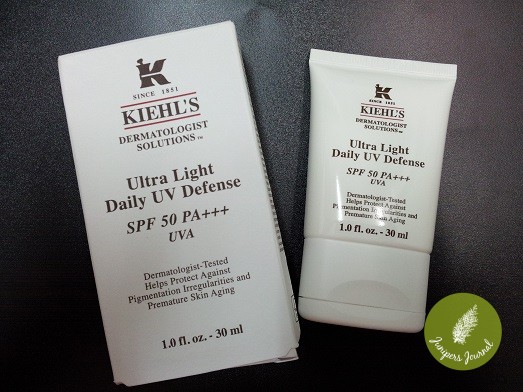 K
SINCE 1851
KIEHL'S
DERMATOLOGIST
SOLUTIONS™
Ultra Light
Daily UV Defense
SPF 50 PA+++
UVA
Dermatologist-Tested
Helps Protect Against
Pigmentation Irregularities and
Premature Skin Aging
1.0 fl. oz. - 30 ml
K
SINCE 1851
KIEHL'S
DERMATOLOGIST
SOLUTIONS™
Ultra Light
Daily UV Defense
SPF 50 PA+++
UVA
Dermatologist-Tested
Helps Protect Against
Pigmentation Irregularities and
Premature Skin Aging
1.0 fl. oz. - 30 ml
Junipers Journal